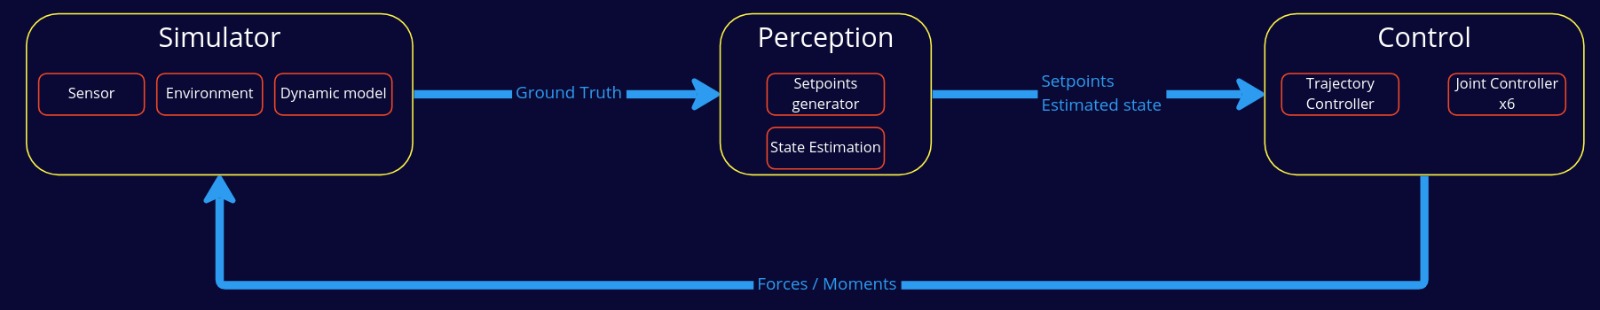 Simulator
Sensor
Environment
Dynamic model
Ground Truth
Perception
Setpoints
generator
State Estimation
Setpoints
Estimated state
Control
Trajectory
Controller
Joint Controller
x6
Forces / Moments